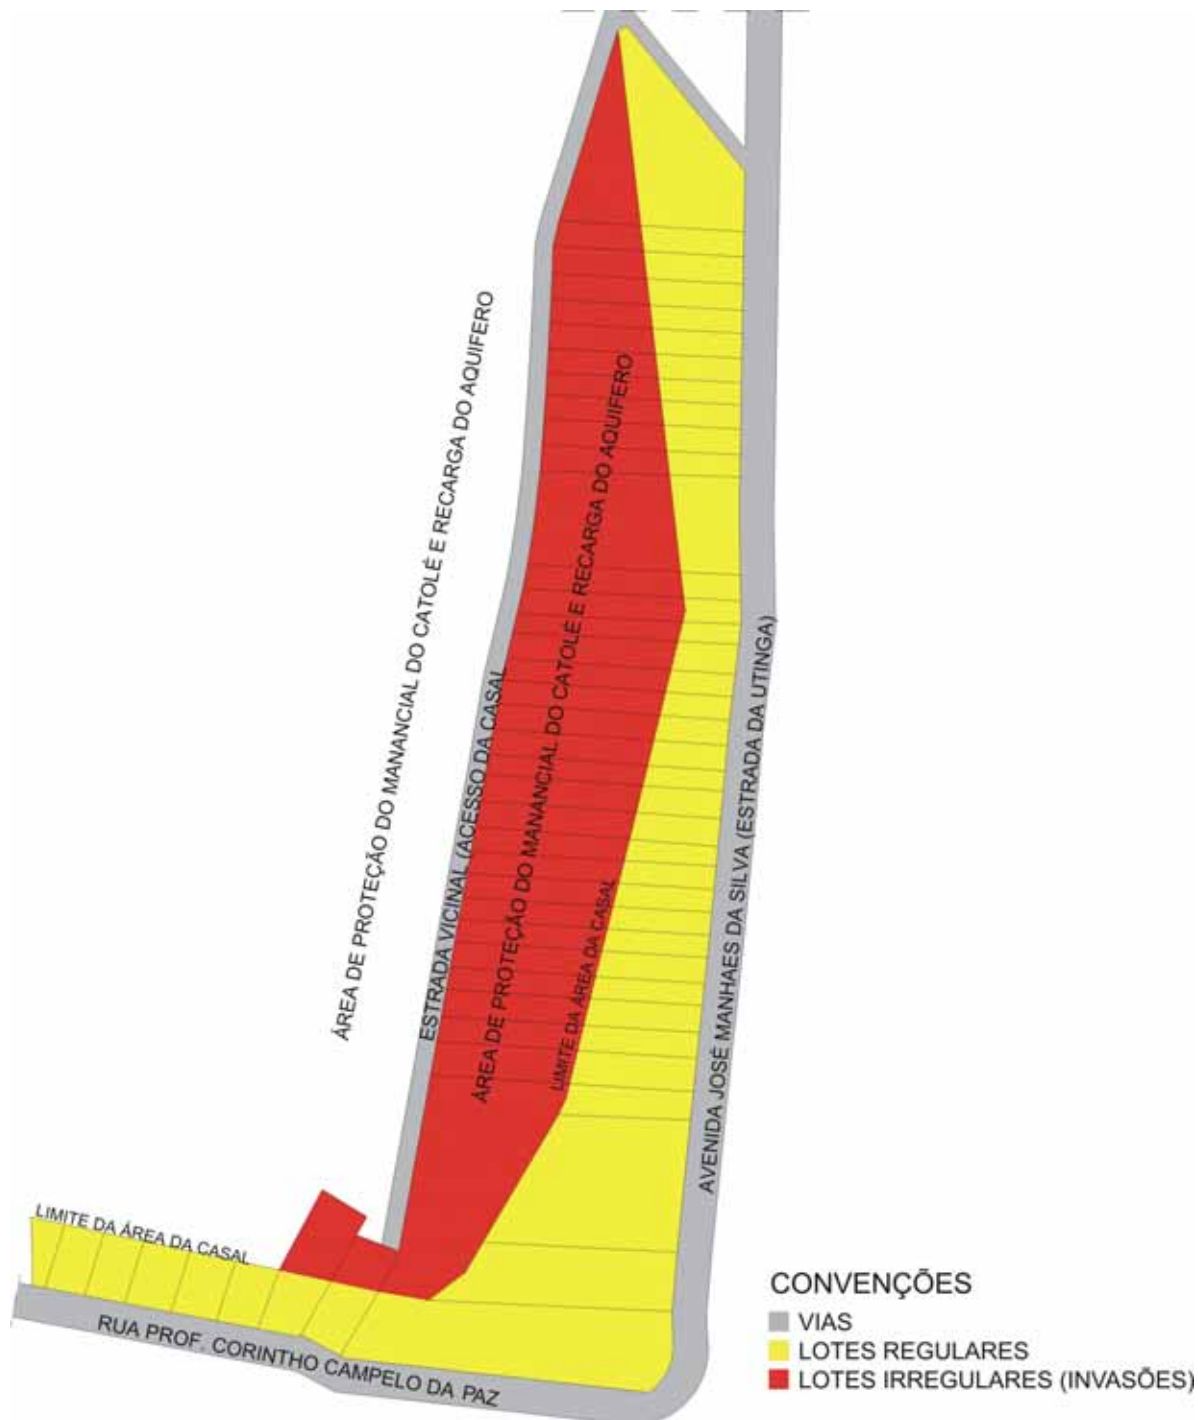 ÁREA DE PROTEÇÃO DO MANANCIAL DO CATOLÉ E RECARGA DO AQUIFERO
ESTRADA VICINAL (ACESSO DA CASAL
ÁREA DE PROTEÇÃO DO MANANCIAL DO CATOLÉ E RECARGA DO AQUIFERO
LIMITE DA ÁREA DA CASAL
AVENIDA JOSÉ MANHAES DA SILVA (ESTRADA DA UTINGA)
LIMITE DA ÁREA DA CASAL
RUA PROF. CORINTHO CAMPELO DA PAZ
CONVENÇÕES
VIAS
LOTES REGULARES
LOTES IRREGULARES (INVASÕES)